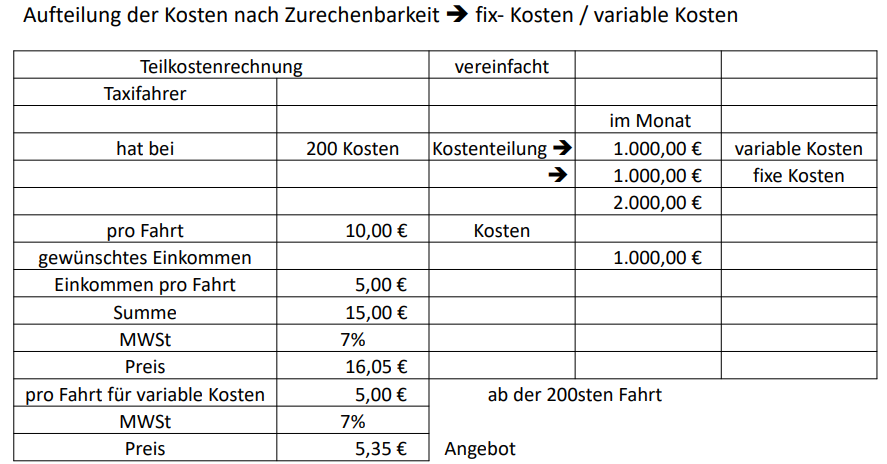 Aufteilung der Kosten nach Zurechenbarkeit ➔ fix- Kosten / variable Kosten
Teilkostenrechnung vereinfacht
Taxifahrer
im Monat
hat bei 200 Kosten Kostenteilung ➔ 1.000,00 € variable Kosten
➔ 1.000,00 € fixe Kosten
2.000,00 €
pro Fahrt 10,00 € Kosten
gewünschtes Einkommen 1.000,00 €
Einkommen pro Fahrt 5,00 €
Summe 15,00 €
MWSt 7%
Preis 16,05 €
pro Fahrt für variable Kosten 5,00 € ab der 200sten Fahrt
MWSt 7%
Preis 5,35 € Angebot